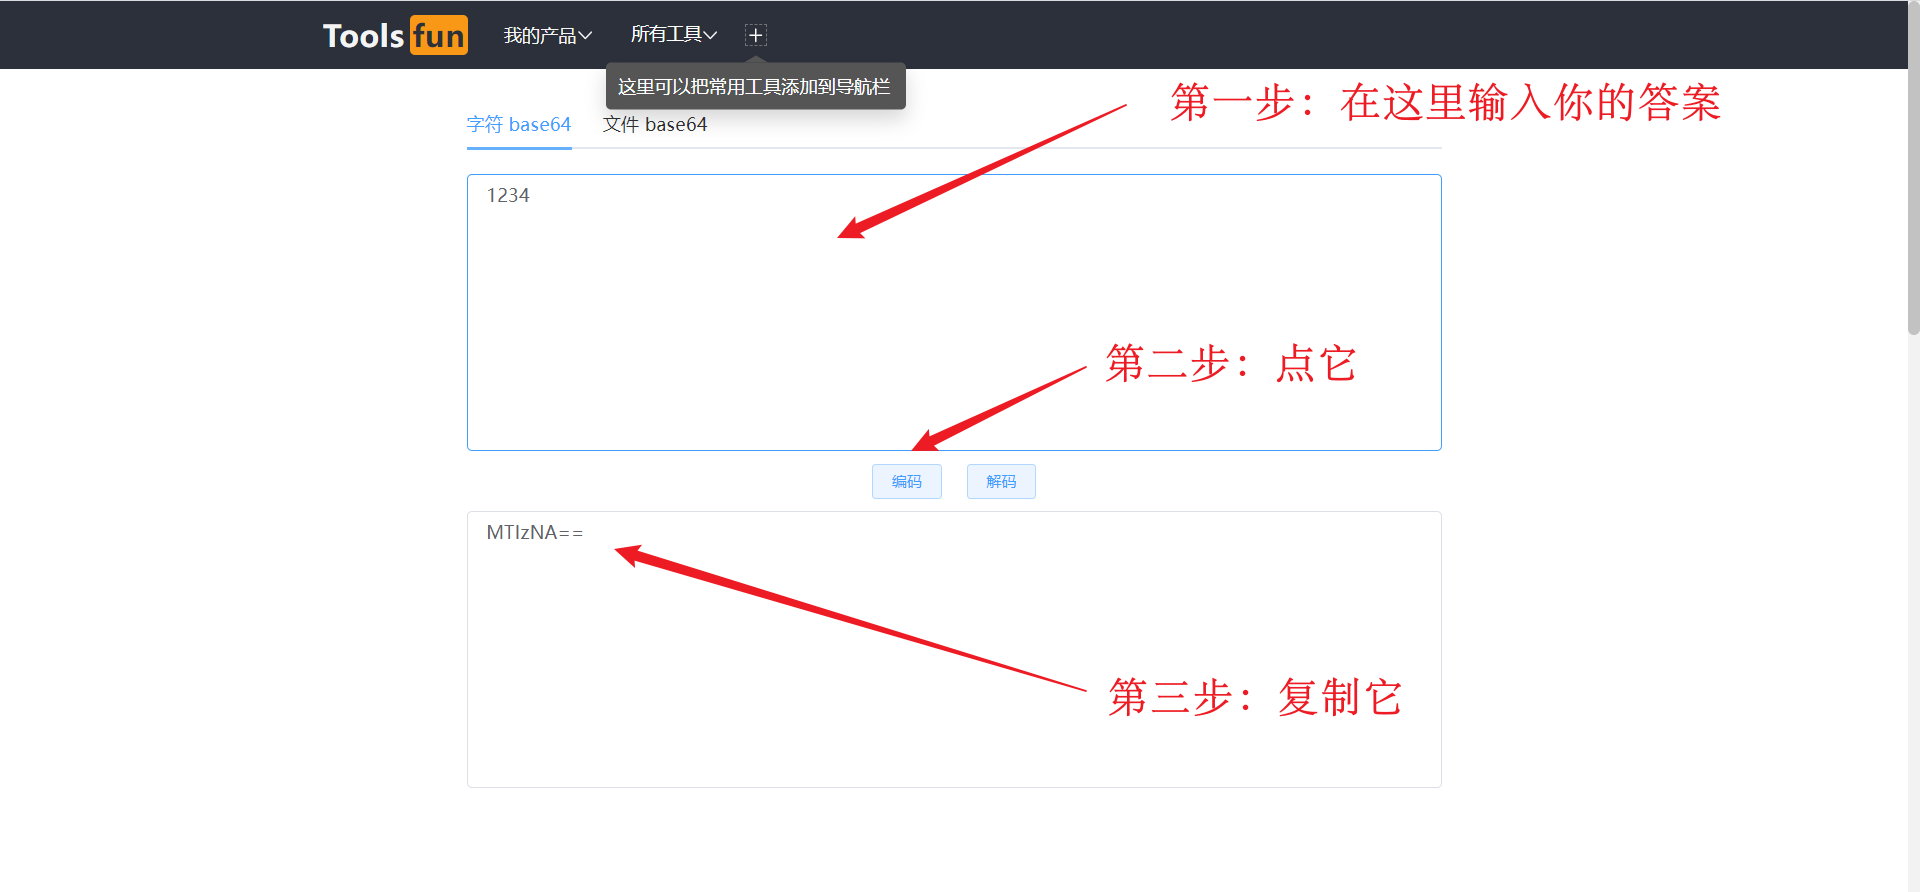 Tools fun 我的产品 所有工具
这里可以把常用工具添加到导航栏
第一步：在这里输入你的答案
字符 base64 文件 base64
1234
第二步：点它
编码 解码
MTIzNA==
第三步：复制它